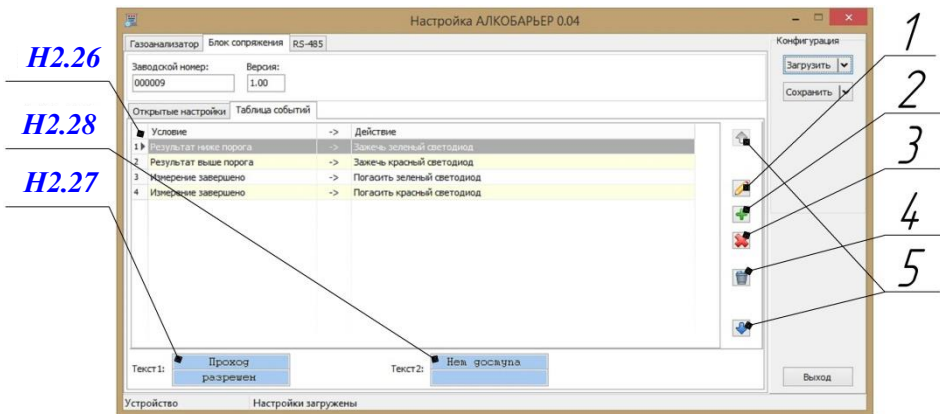 Настройка АЛКОБАРЬЕР 0.04
Газоанализатор Блок сопряжения RS-485
Заводской номер: Версия:
000009 1.00
Открытые настройки Таблица событий
Условие -> Действие
1 Результат ниже порога -> Зажечь зеленый светодиод
2 Результат выше порога -> Зажечь красный светодиод
3 Измерение завершено -> Погасить зеленый светодиод
4 Измерение завершено -> Погасить красный светодиод
Текст1: Проход
разрешен
Текст2: Нет доступа
Устройство Настройки загружены
Конфигурация
Загрузить
Сохранить
Выход
Н2.26
Н2.28
Н2.27
1
2
3
4
5